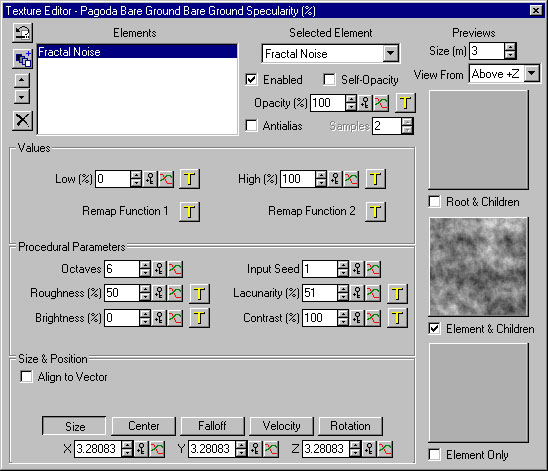 Texture Editor - Pagoda Bare Ground Bare Ground Specularity (%)
Elements
Selected Element
Previews
Fractal Noise
Fractal Noise
Size (m) 3
View From Above +Z
Enabled
Self-Opacity
Opacity (%) 100 T
Antialias
Samples 2
Values
Low (%) 0 T
High (%) 100 T
Remap Function 1 T
Remap Function 2 T
Root & Children
Procedural Parameters
Octaves 6
Input Seed 1
Roughness (%) 50 T
Lacunarity (%) 51 T
Brightness (%) 0 T
Contrast (%) 100 T
Element & Children
Size & Position
Align to Vector
Size
Center
Falloff
Velocity
Rotation
X 3.28083
Y 3.28083
Z 3.28083
Element Only